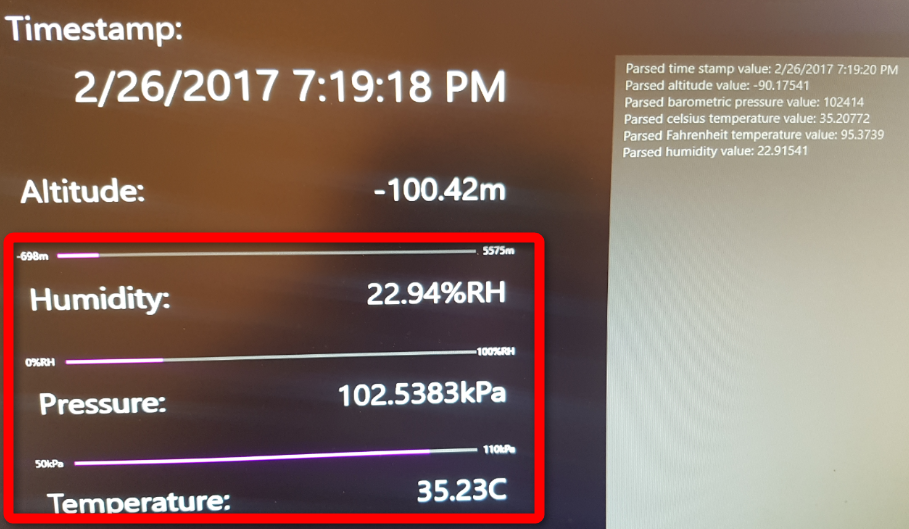 Timestamp:
2/26/2017 7:19:18 PM
Altitude: -100.42m
-698m 5575m
Humidity: 22.94%RH
0%RH 100%RH
Pressure: 102.5383kPa
50kPa 110kPa
Temperature: 35.23C
Parsed time stamp value: 2/26/2017 7:19:20 PM
Parsed altitude value: -90.17541
Parsed barometric pressure value: 102414
Parsed celsius temperature value: 35.20772
Parsed Fahrenheit temperature value: 95.3739
Parsed humidity value: 22.91541